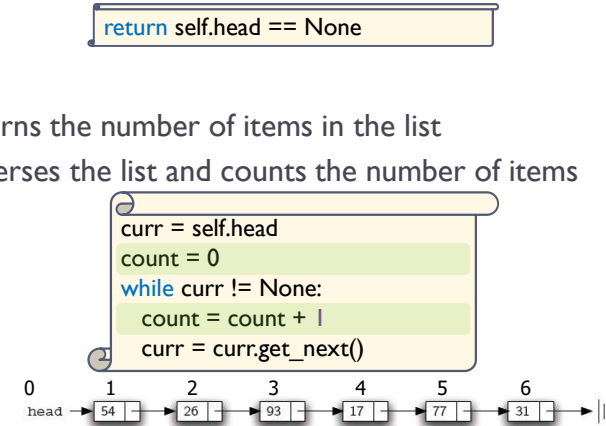 return self.head == None
rns the number of items in the list
erses the list and counts the number of items
curr = self.head
count = 0
while curr != None:
count = count + 1
curr = curr.get_next()
0 1 2 3 4 5 6
head 54 26 93 17 77 31